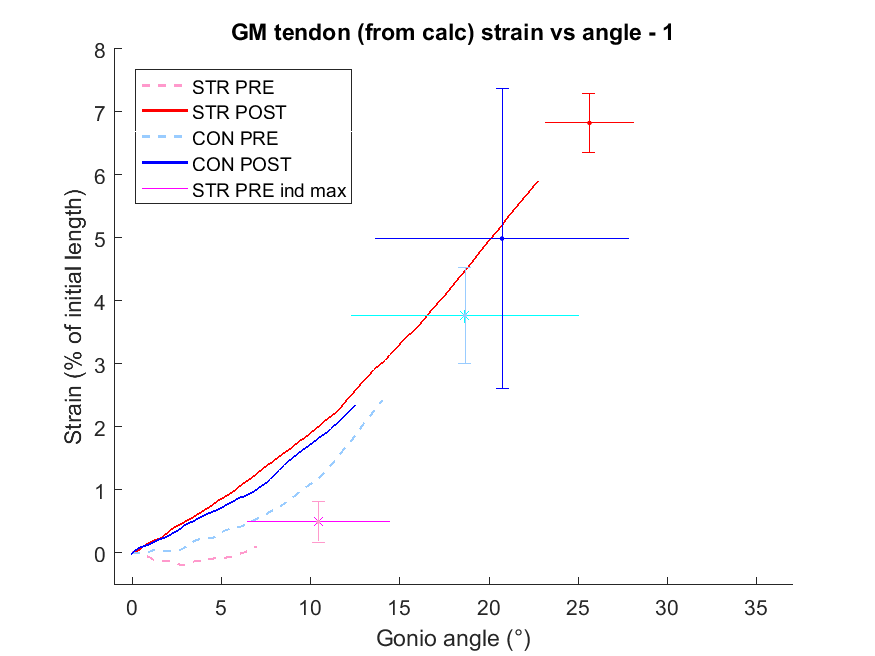 GM tendon (from calc) strain vs angle - 1
8
7
6
5
4
3
2
1
0
Strain (% of initial length)
STR PRE
STR POST
CON PRE
CON POST
STR PRE ind max
0 5 10 15 20 25 30 35
Gonio angle (°)